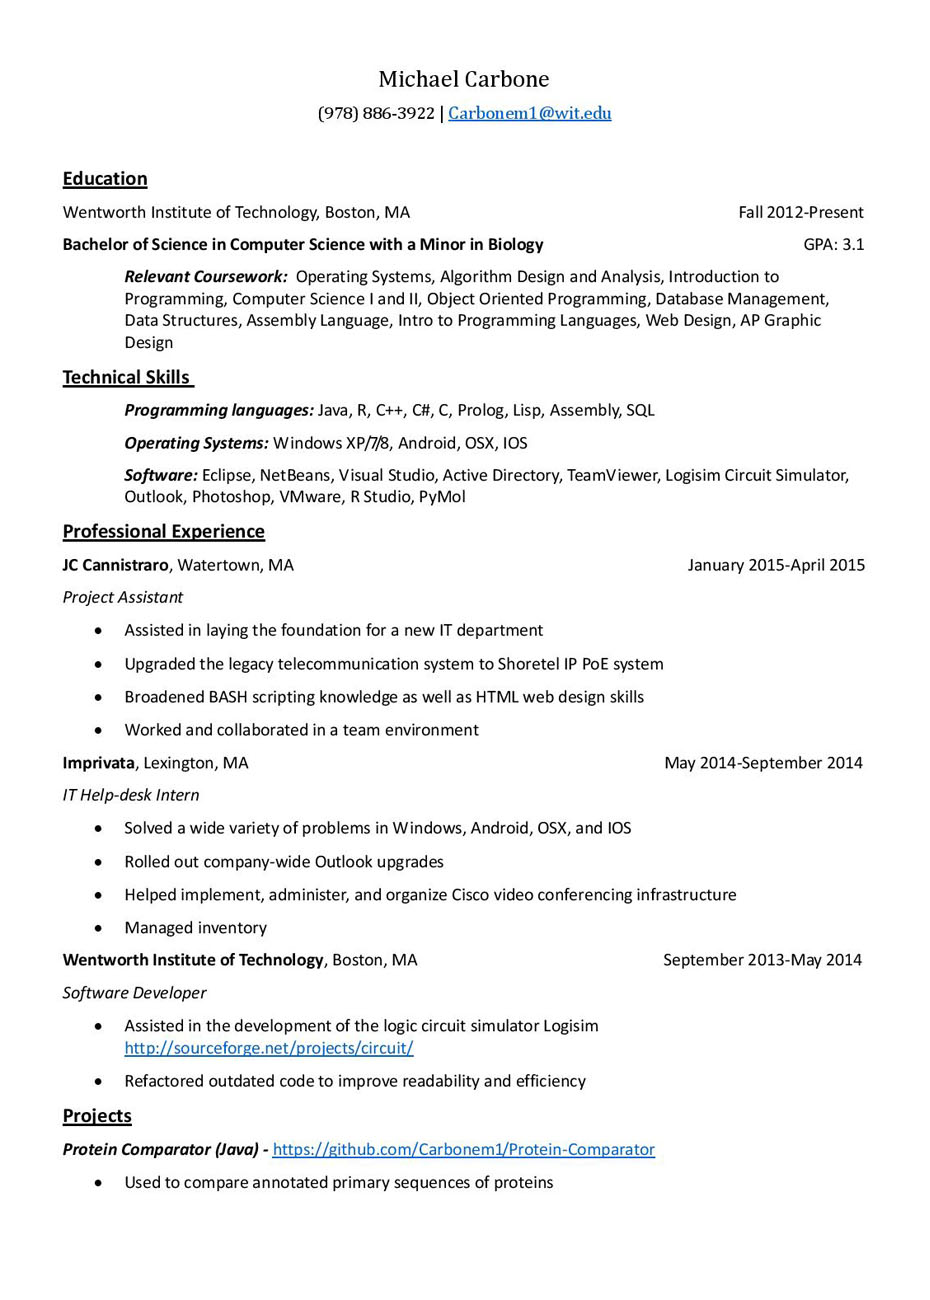 Michael Carbone
(978) 886-3922 | Carbonem1@wit.edu
Education
Wentworth Institute of Technology, Boston, MA Fall 2012-Present
Bachelor of Science in Computer Science with a Minor in Biology GPA: 3.1
Relevant Coursework: Operating Systems, Algorithm Design and Analysis, Introduction to
Programming, Computer Science I and II, Object Oriented Programming, Database Management,
Data Structures, Assembly Language, Intro to Programming Languages, Web Design, AP Graphic
Design
Technical Skills
Programming languages: Java, R, C++, C#, C, Prolog, Lisp, Assembly, SQL
Operating Systems: Windows XP/7/8, Android, OSX, IOS
Software: Eclipse, NetBeans, Visual Studio, Active Directory, TeamViewer, Logisim Circuit Simulator,
Outlook, Photoshop, VMware, R Studio, PyMol
Professional Experience
JC Cannistraro, Watertown, MA January 2015-April 2015
Project Assistant
• Assisted in laying the foundation for a new IT department
• Upgraded the legacy telecommunication system to Shoretel IP PoE system
• Broadened BASH scripting knowledge as well as HTML web design skills
• Worked and collaborated in a team environment
Imprivata, Lexington, MA May 2014-September 2014
IT Help-desk Intern
• Solved a wide variety of problems in Windows, Android, OSX, and IOS
• Rolled out company-wide Outlook upgrades
• Helped implement, administer, and organize Cisco video conferencing infrastructure
• Managed inventory
Wentworth Institute of Technology, Boston, MA September 2013-May 2014
Software Developer
• Assisted in the development of the logic circuit simulator Logisim
http://sourceforge.net/projects/circuit/
• Refactored outdated code to improve readability and efficiency
Projects
Protein Comparator (Java) - https://github.com/Carbonem1/Protein-Comparator
• Used to compare annotated primary sequences of proteins